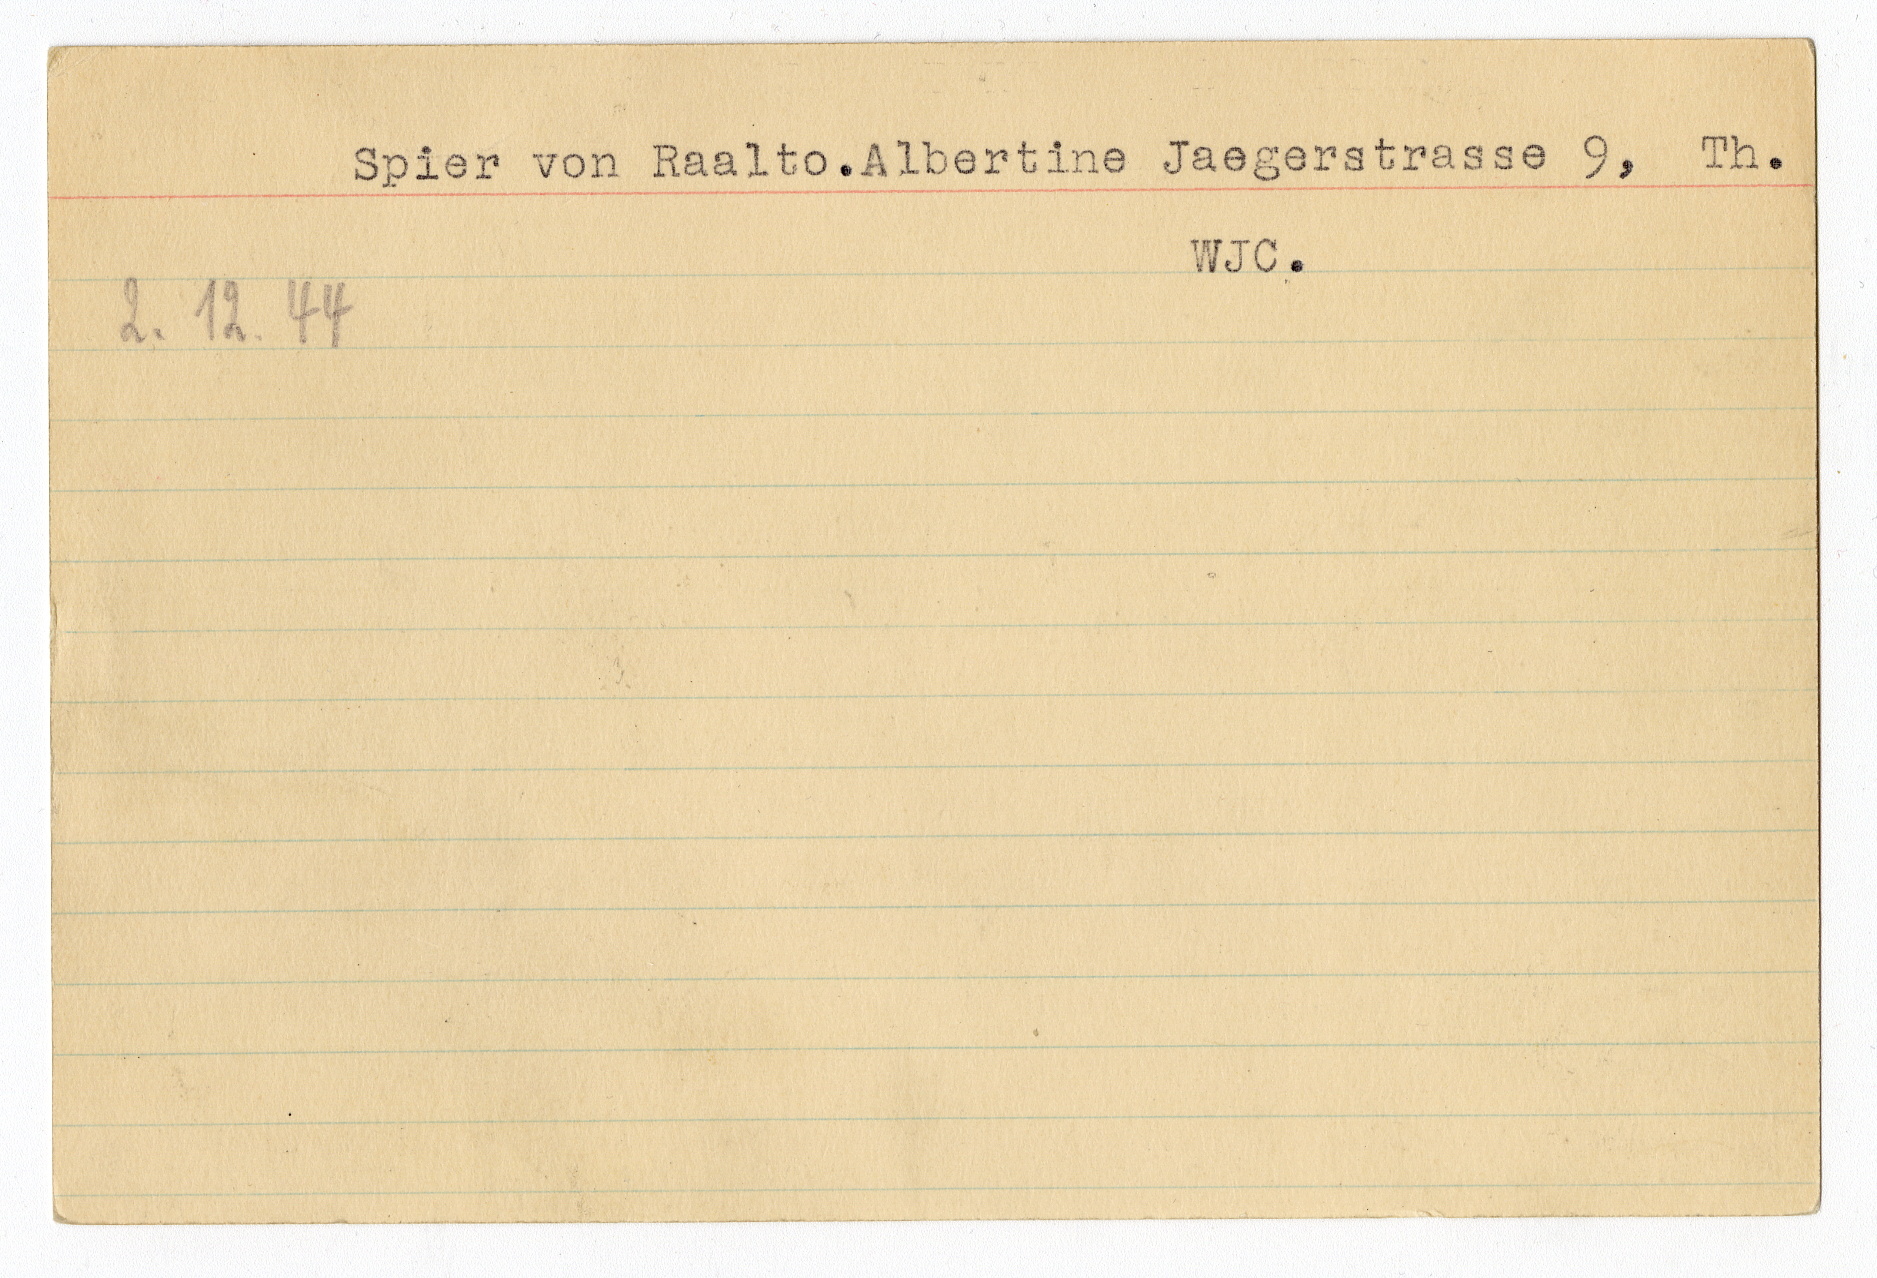 Spier von Raalto.Albertine Jaegerstrasse 9, Th.
WJC.
2. 12. 44